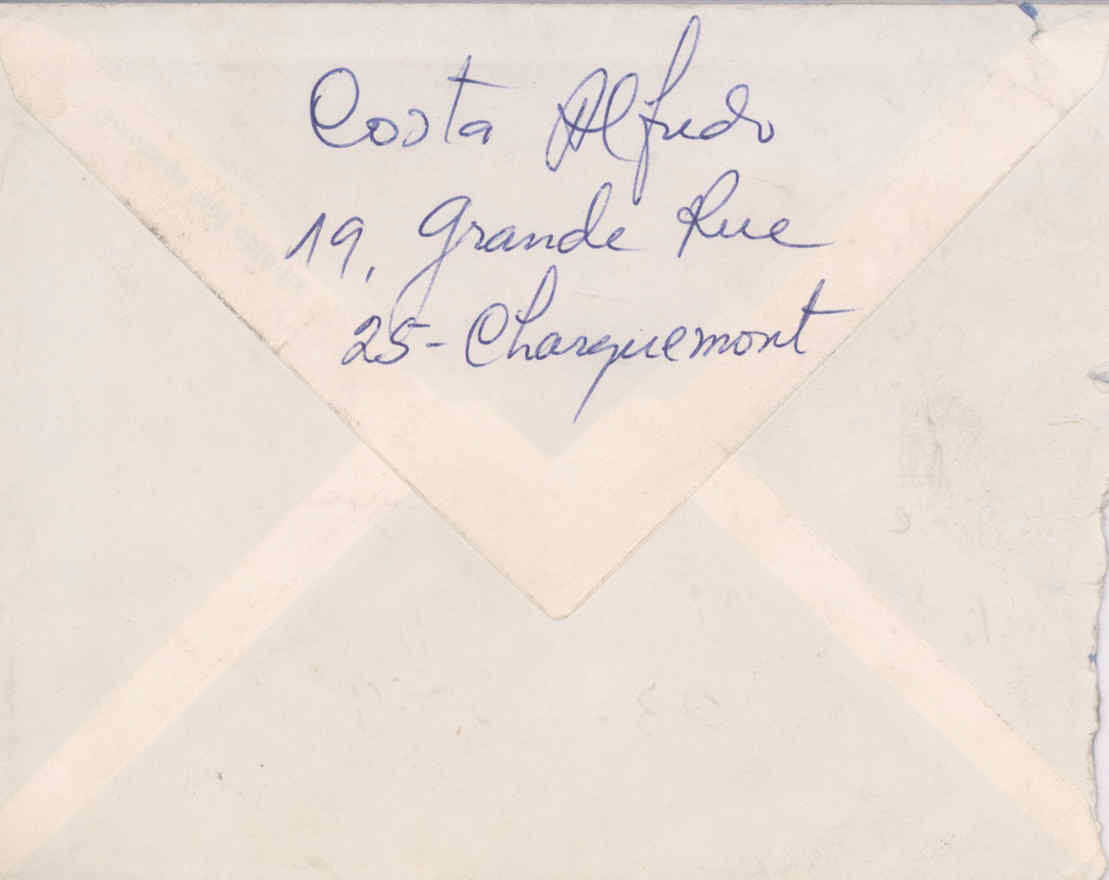 Costa Alfredo
19, Grande Rue
25-Charquemont